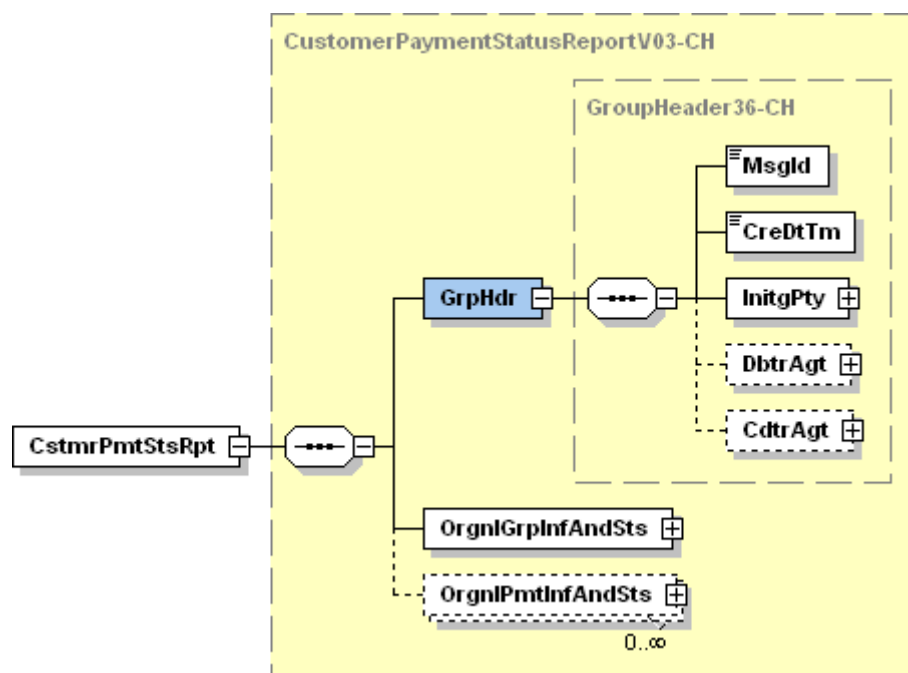 CustomerPaymentStatusReportV03-CH
GroupHeader36-CH
MsgId
CreDtTm
GrpHdr
InitgPty
DbtrAgt
CdtrAgt
CstmrPmtStsRpt
OrgnlGrpInfAndSts
OrgnlPmtInfAndSts
0..∞